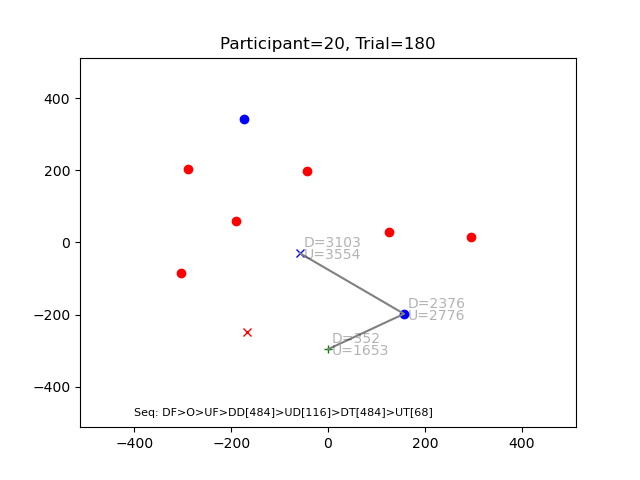 Participant=20, Trial=180
400
200
0
−200
−400
D=3103
U=3554
D=2376
U=2776
D=352
U=1653
Seq: DF>O>UF>DD[484]>UD[116]>DT[484]>UT[68]
−400 −200 0 200 400